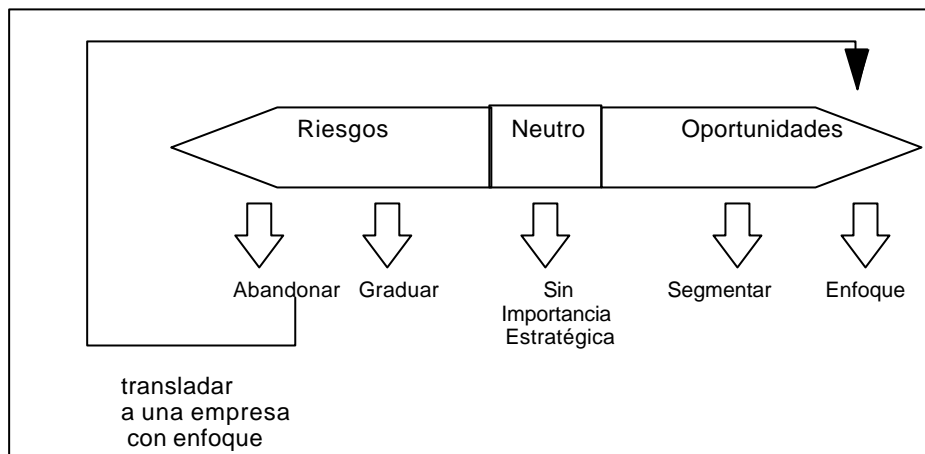 Riesgos Neutro Oportunidades
Abandonar Graduar Sin Segmentar Enfoque
Importancia
Estratégica
transladar
a una empresa
con enfoque